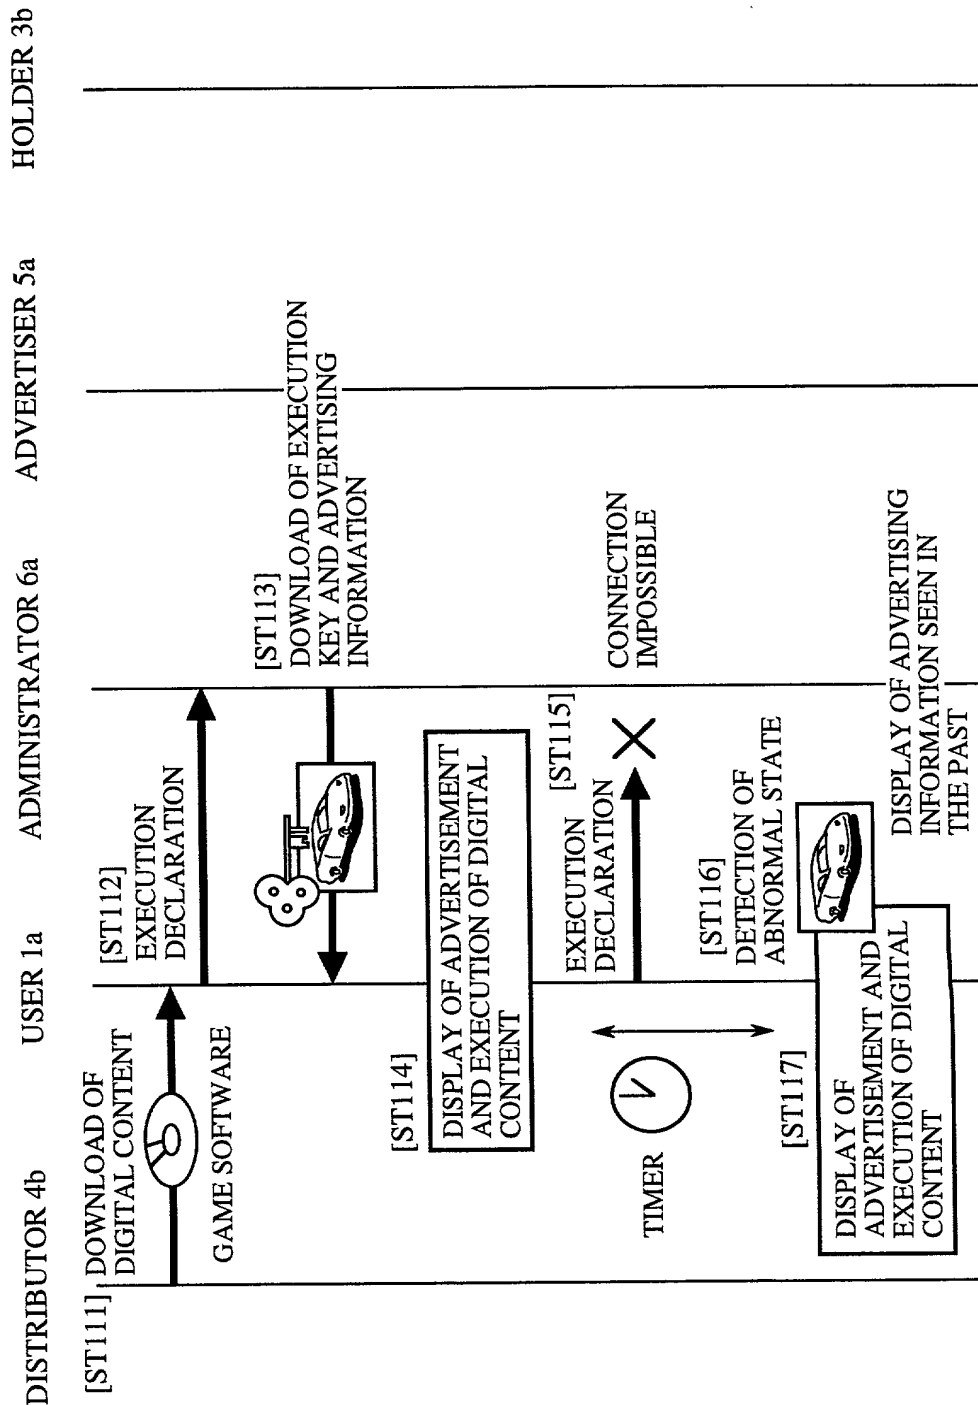 DISTRIBUTOR 4b
USER 1a
ADMINISTRATOR 6a
ADVERTISER 5a
HOLDER 3b
[ST111]
DOWNLOAD OF
DIGITAL CONTENT
GAME SOFTWARE
[ST112]
EXECUTION
DECLARATION
[ST113]
DOWNLOAD OF EXECUTION
KEY AND ADVERTISING
INFORMATION
[ST114]
DISPLAY OF ADVERTISEMENT
AND EXECUTION OF DIGITAL
CONTENT
[ST115]
EXECUTION
DECLARATION
CONNECTION
IMPOSSIBLE
TIMER
[ST116]
DETECTION OF
ABNORMAL STATE
[ST117]
DISPLAY OF
ADVERTISEMENT AND
EXECUTION OF DIGITAL
CONTENT
DISPLAY OF ADVERTISING
INFORMATION SEEN IN
THE PAST